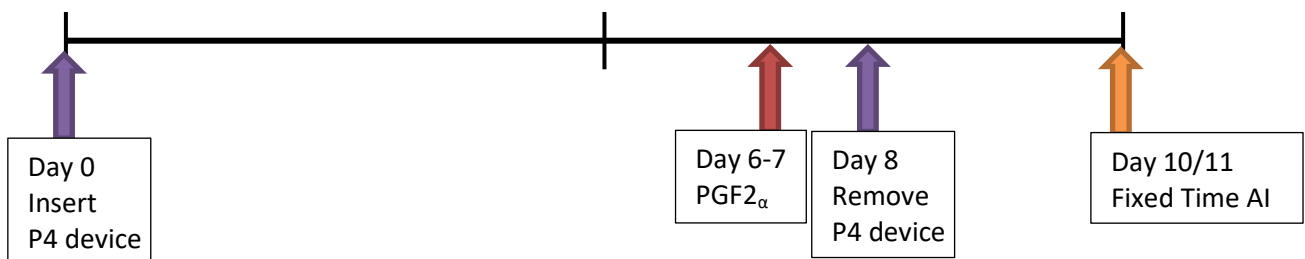 Day 0
Insert
P4 device
Day 6-7
PGF2α
Day 8
Remove
P4 device
Day 10/11
Fixed Time AI